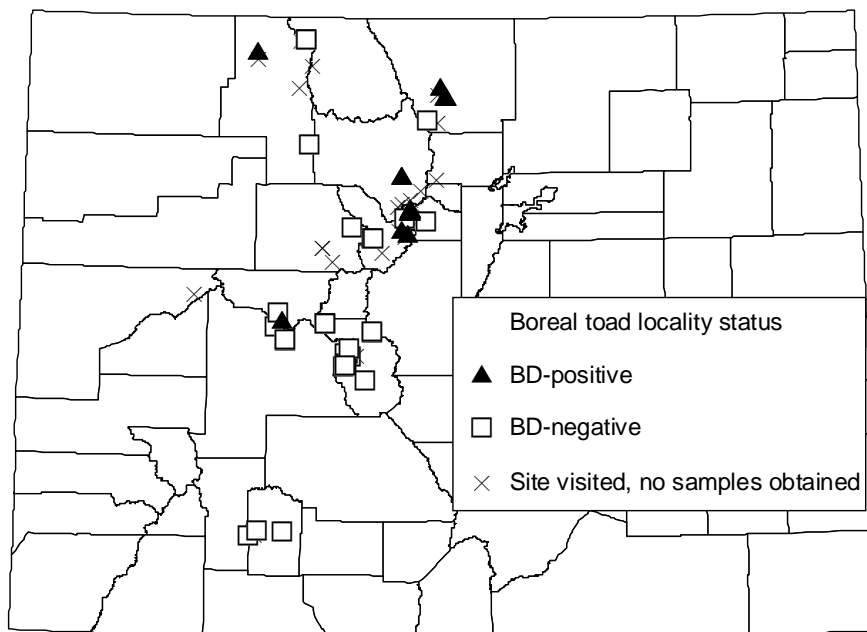 Boreal toad locality status
BD-positive
BD-negative
Site visited, no samples obtained